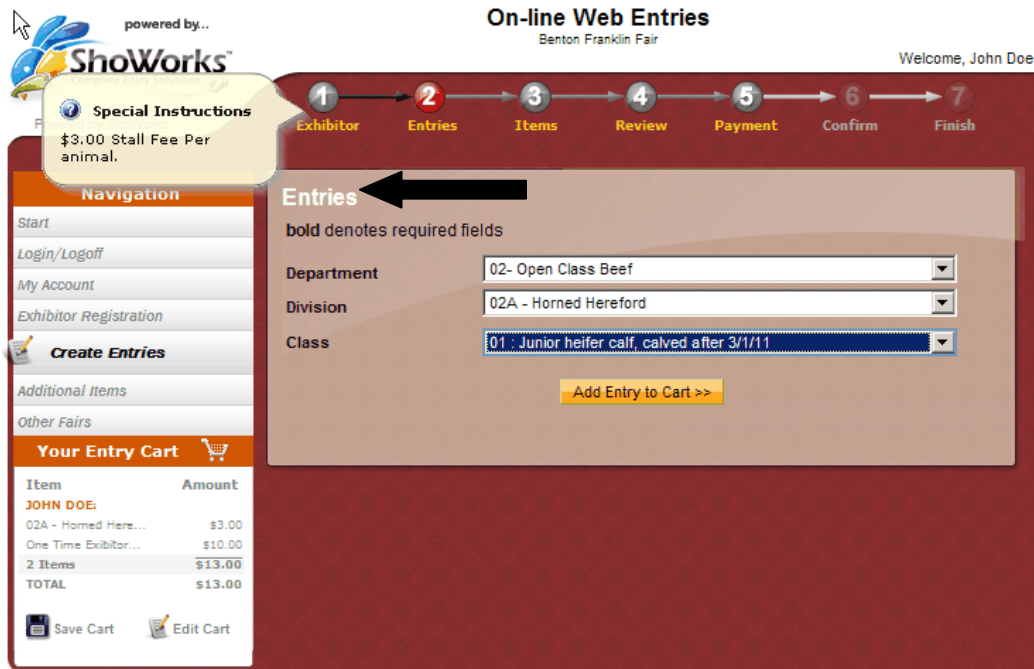 powered by...
ShoWorks
On-line Web Entries
Benton Franklin Fair
Welcome, John Doe
Special Instructions
$3.00 Stall Fee Per
animal.
1 2 3 4 5 6 7
Exhibitor Entries Items Review Payment Confirm Finish
Navigation
Start
Login/Logoff
My Account
Exhibitor Registration
Create Entries
Additional Items
Other Fairs
Entries
bold denotes required fields
Department 02- Open Class Beef
Division 02A - Horned Hereford
Class 01 : Junior heifer calf, calved after 3/1/11
Add Entry to Cart >>
Your Entry Cart
Item Amount
JOHN DOE:
02A - Horned Here... $3.00
One Time Exibitor... $10.00
2 Items $13.00
TOTAL $13.00
Save Cart Edit Cart